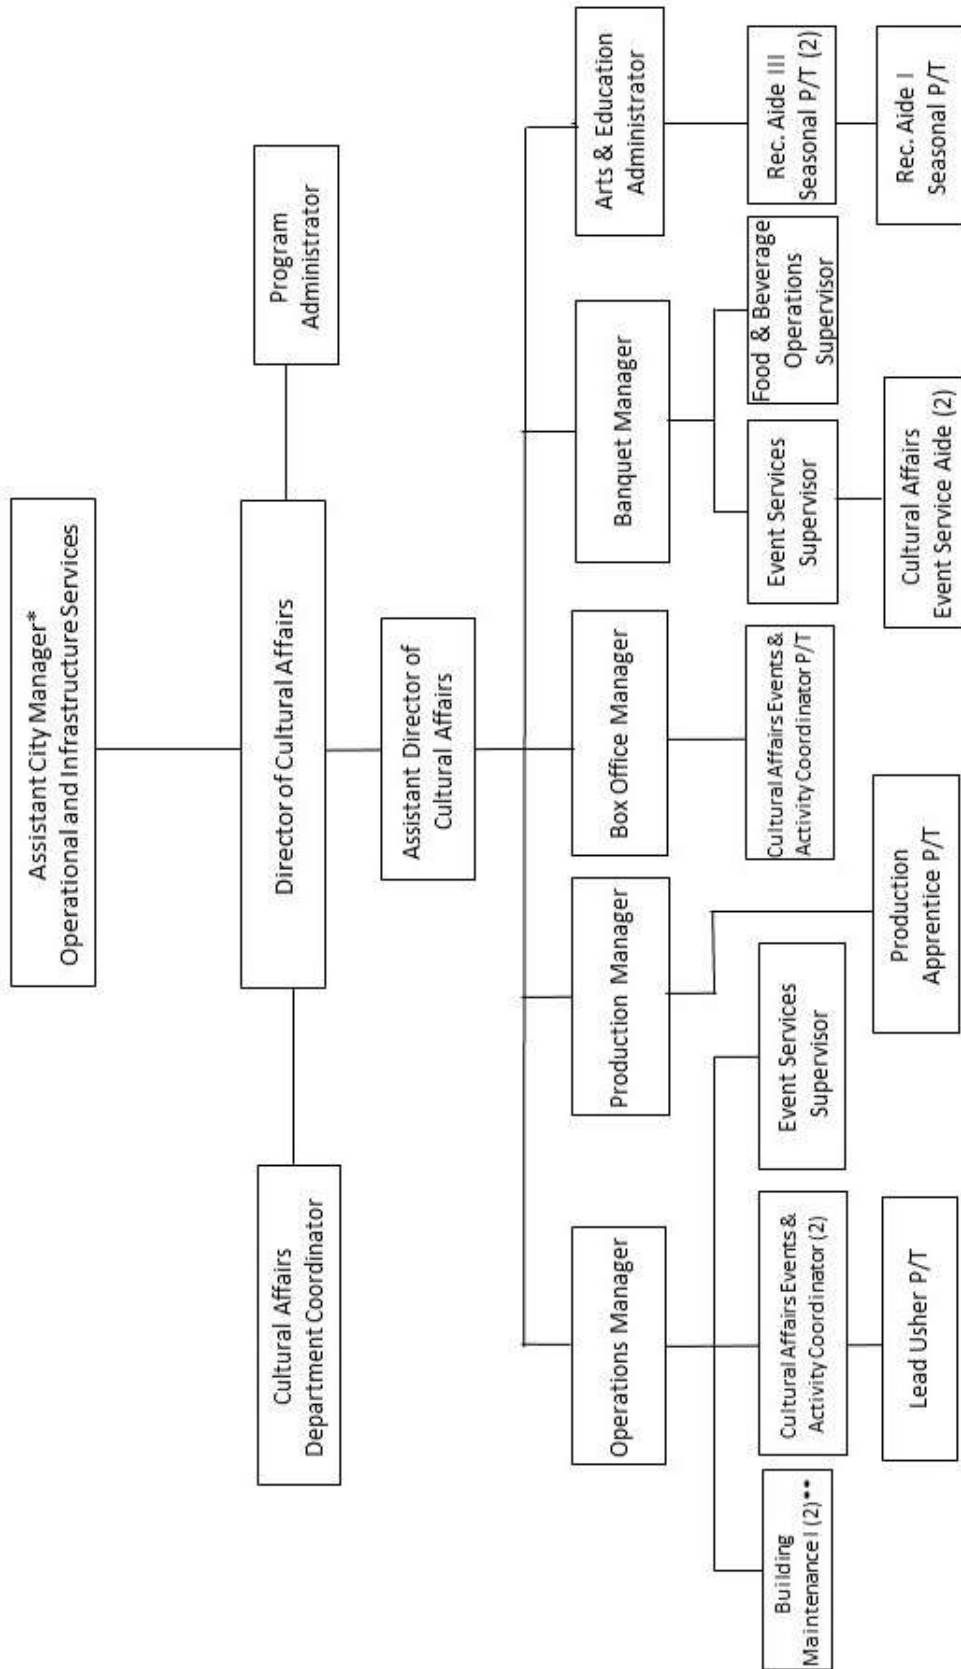 Assistant City Manager*
Operational and Infrastructure Services
Cultural Affairs
Department Coordinator
Director of Cultural Affairs
Program
Administrator
Assistant Director of
Cultural Affairs
Operations Manager
Production Manager
Box Office Manager
Banquet Manager
Arts & Education
Administrator
Building
Maintenance I (2)**
Cultural Affairs Events &
Activity Coordinator (2)
Event Services
Supervisor
Cultural Affairs Events &
Activity Coordinator P/T
Event Services
Supervisor
Food & Beverage
Operations
Supervisor
Rec. Aide III
Seasonal P/T (2)
Lead Usher P/T
Production
Apprentice P/T
Cultural Affairs
Event Service Aide (2)
Rec. Aide I
Seasonal P/T